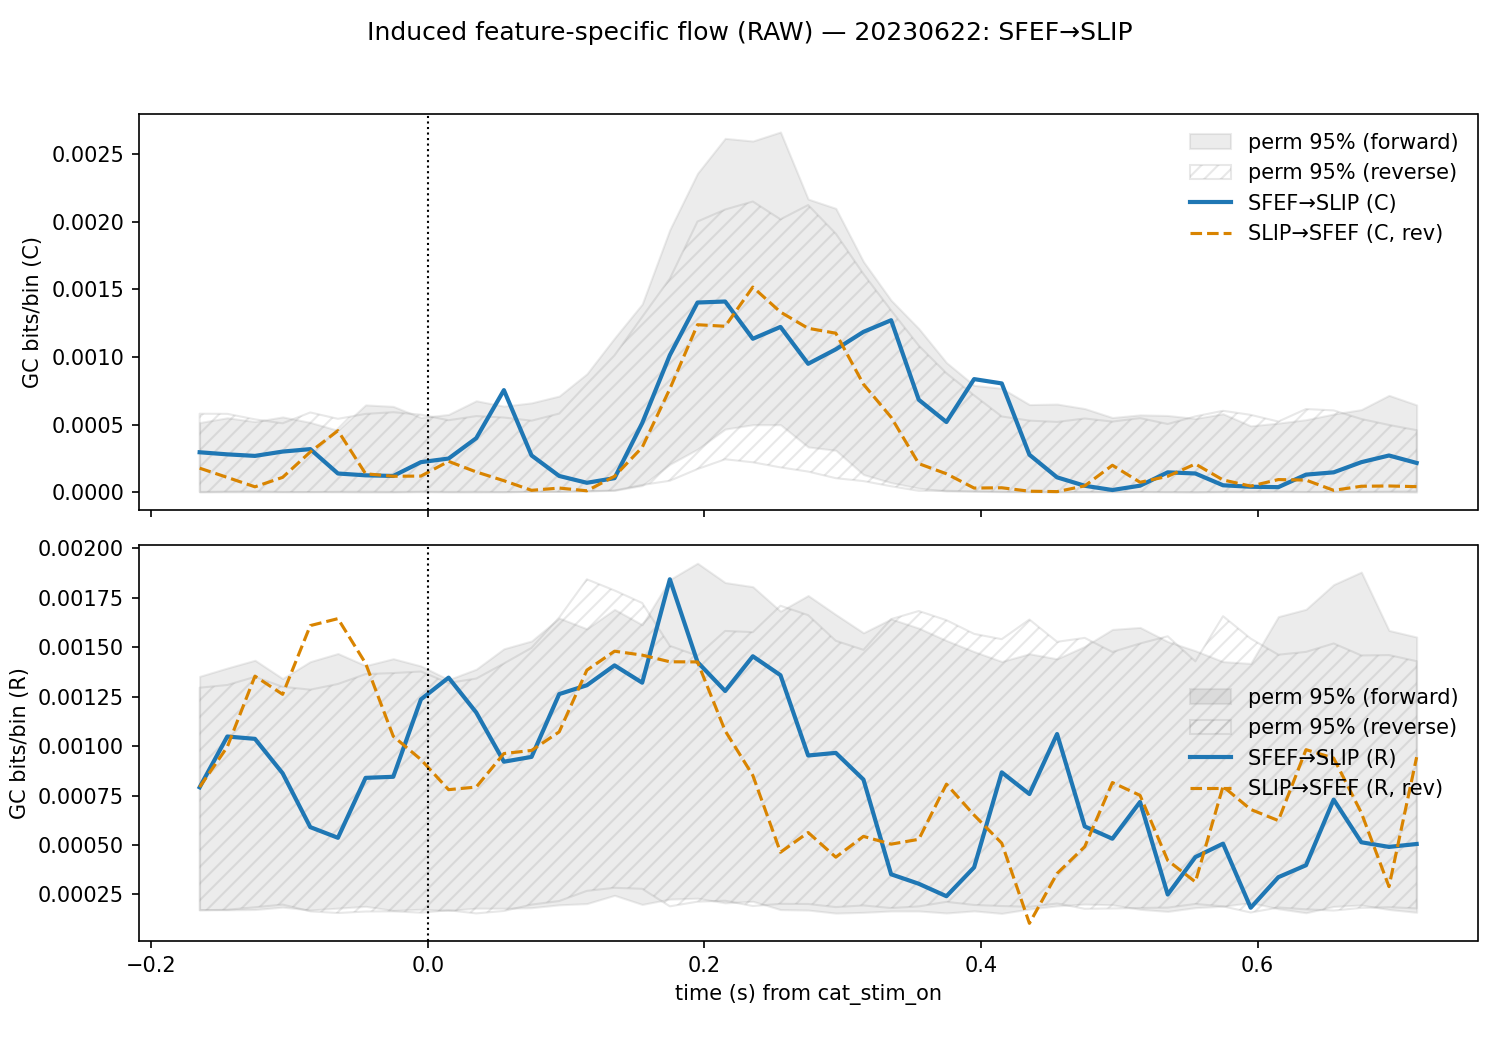 Induced feature-specific flow (RAW) — 20230622: SFEF→SLIP
GC bits/bin (C)
0.0025
0.0020
0.0015
0.0010
0.0005
0.0000
perm 95% (forward)
perm 95% (reverse)
SFEF→SLIP (C)
SLIP→SFEF (C, rev)
GC bits/bin (R)
0.00200
0.00175
0.00150
0.00125
0.00100
0.00075
0.00050
0.00025
perm 95% (forward)
perm 95% (reverse)
SFEF→SLIP (R)
SLIP→SFEF (R, rev)
−0.2 0.0 0.2 0.4 0.6
time (s) from cat_stim_on